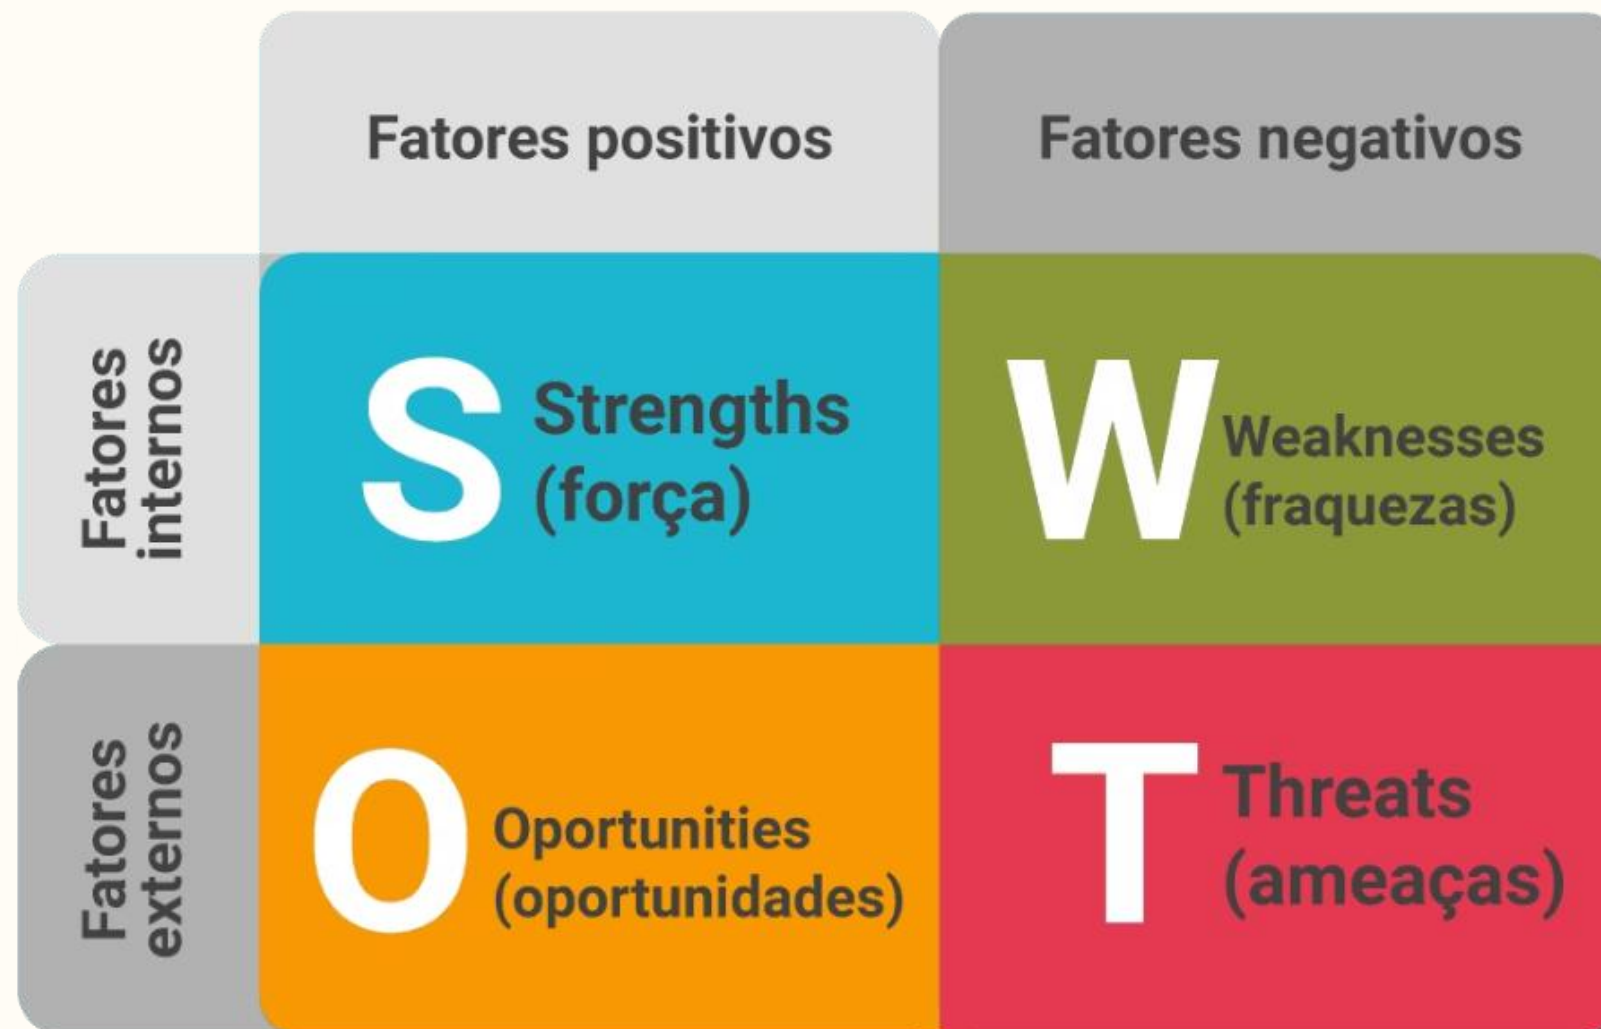 Fatores positivos
Fatores negativos
Fatores
internos
S
Strengths
(força)
W
Weaknesses
(fraquezas)
Fatores
externos
O
Oportunities
(oportunidades)
T
Threats
(ameaças)